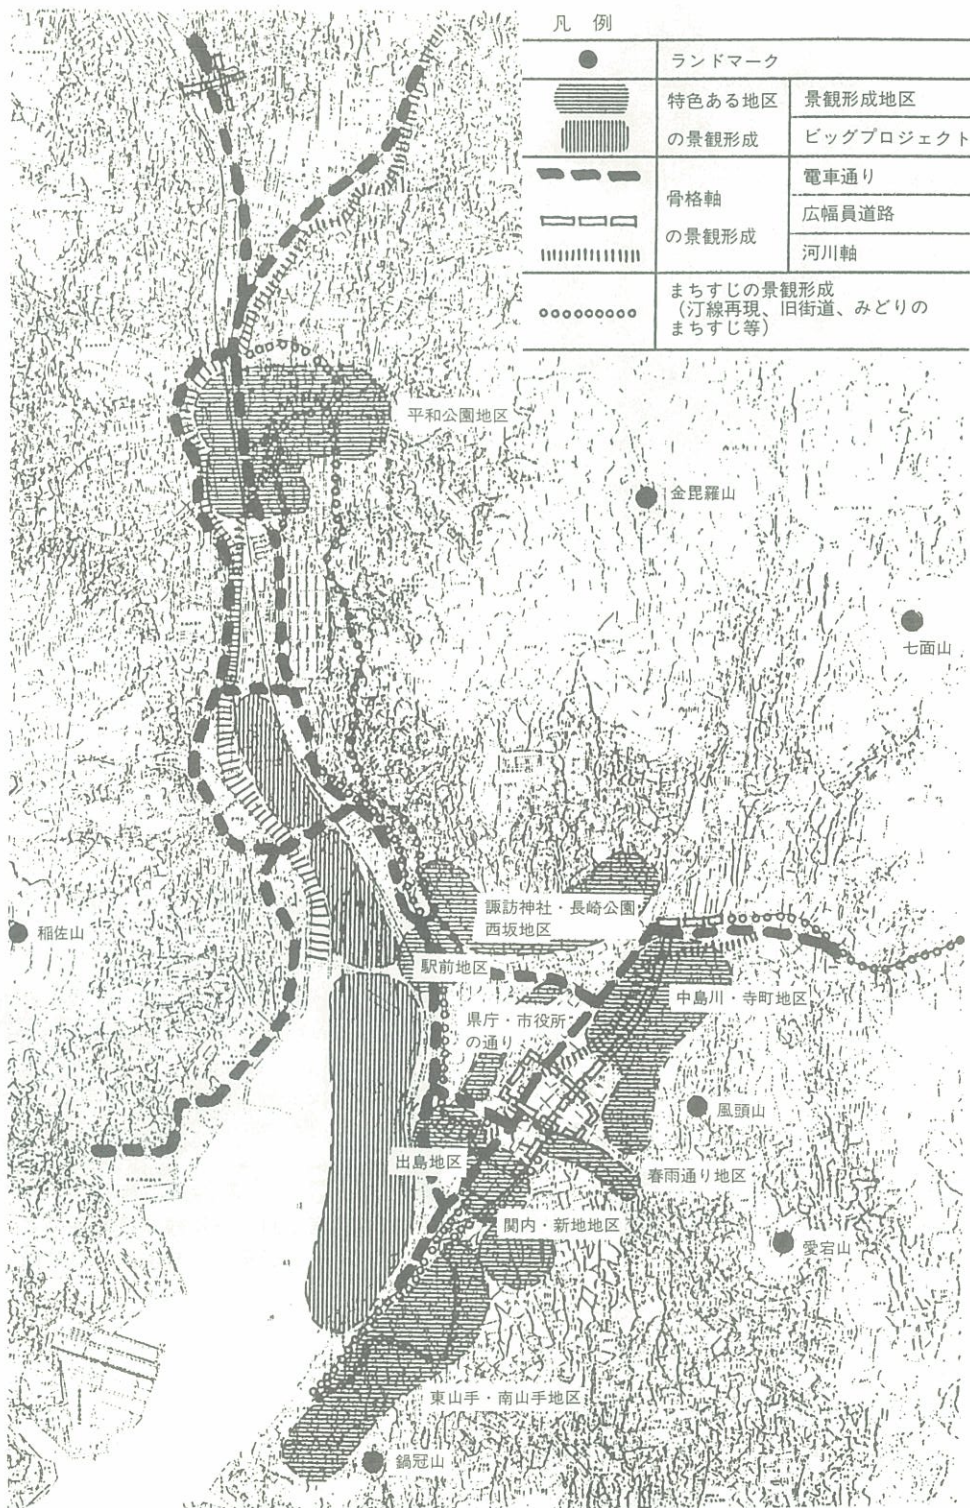 凡 例
ランドマーク
特色ある地区
の景観形成
景観形成地区
ビッグプロジェクト
骨格軸
の景観形成
電車通り
広幅員道路
河川軸
まちすじの景観形成
(汀線再現、旧街道、みどりの
まちすじ等)
平和公園地区
金毘羅山
七面山
諏訪神社・長崎公園
西坂地区
稲佐山
駅前地区
中島川・寺町地区
県庁・市役所
の通り
風頭山
出島地区
春雨通り地区
関内・新地地区
愛宕山
東山手・南山手地区
鍋冠山